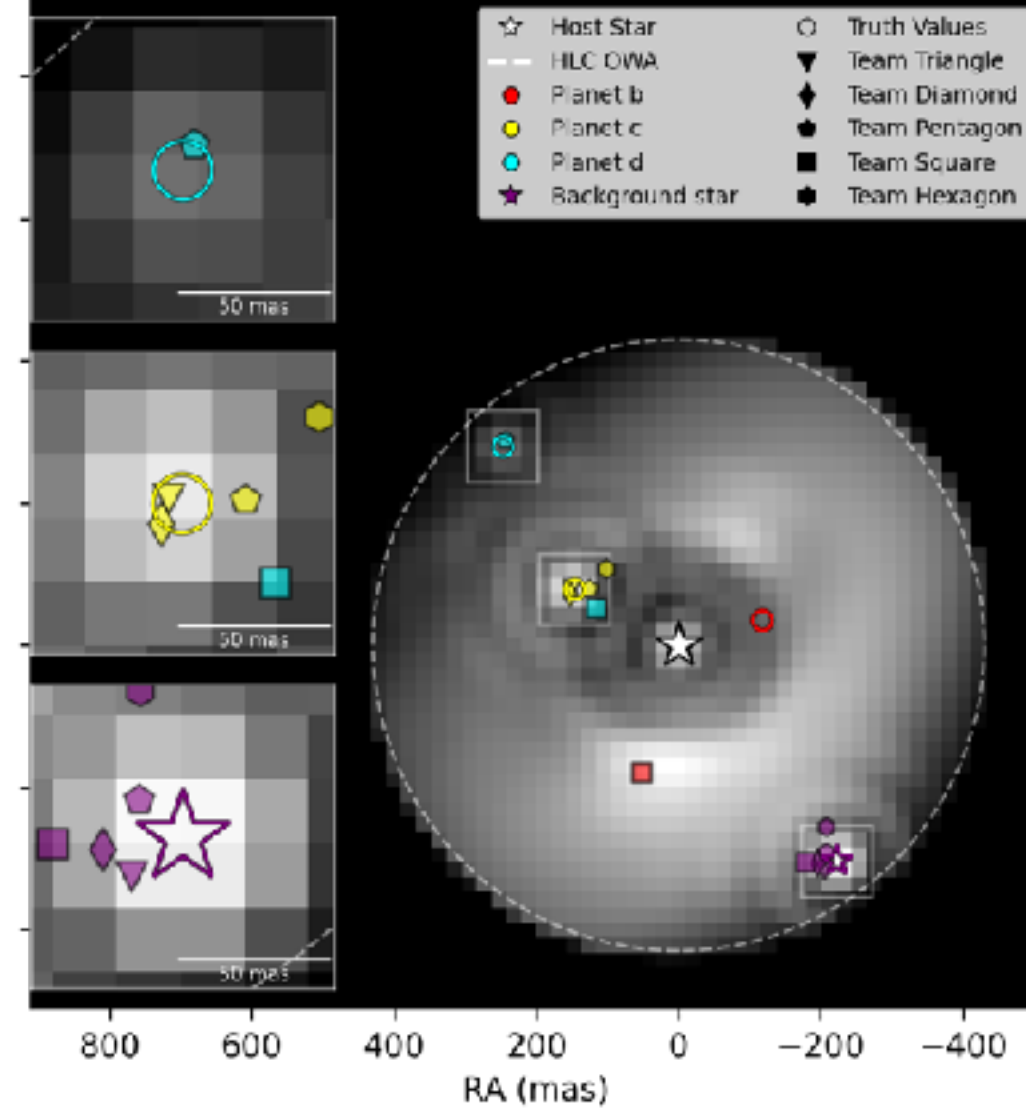 Host Star
HLC OWA
Planet b
Planet c
Planet d
Background star
Truth Values
Team Triangle
Team Diamond
Team Pentagon
Team Square
Team Hexagon
50 mas
50 mas
50 mas
800 600 400 200 0 −200 −400
RA (mas)